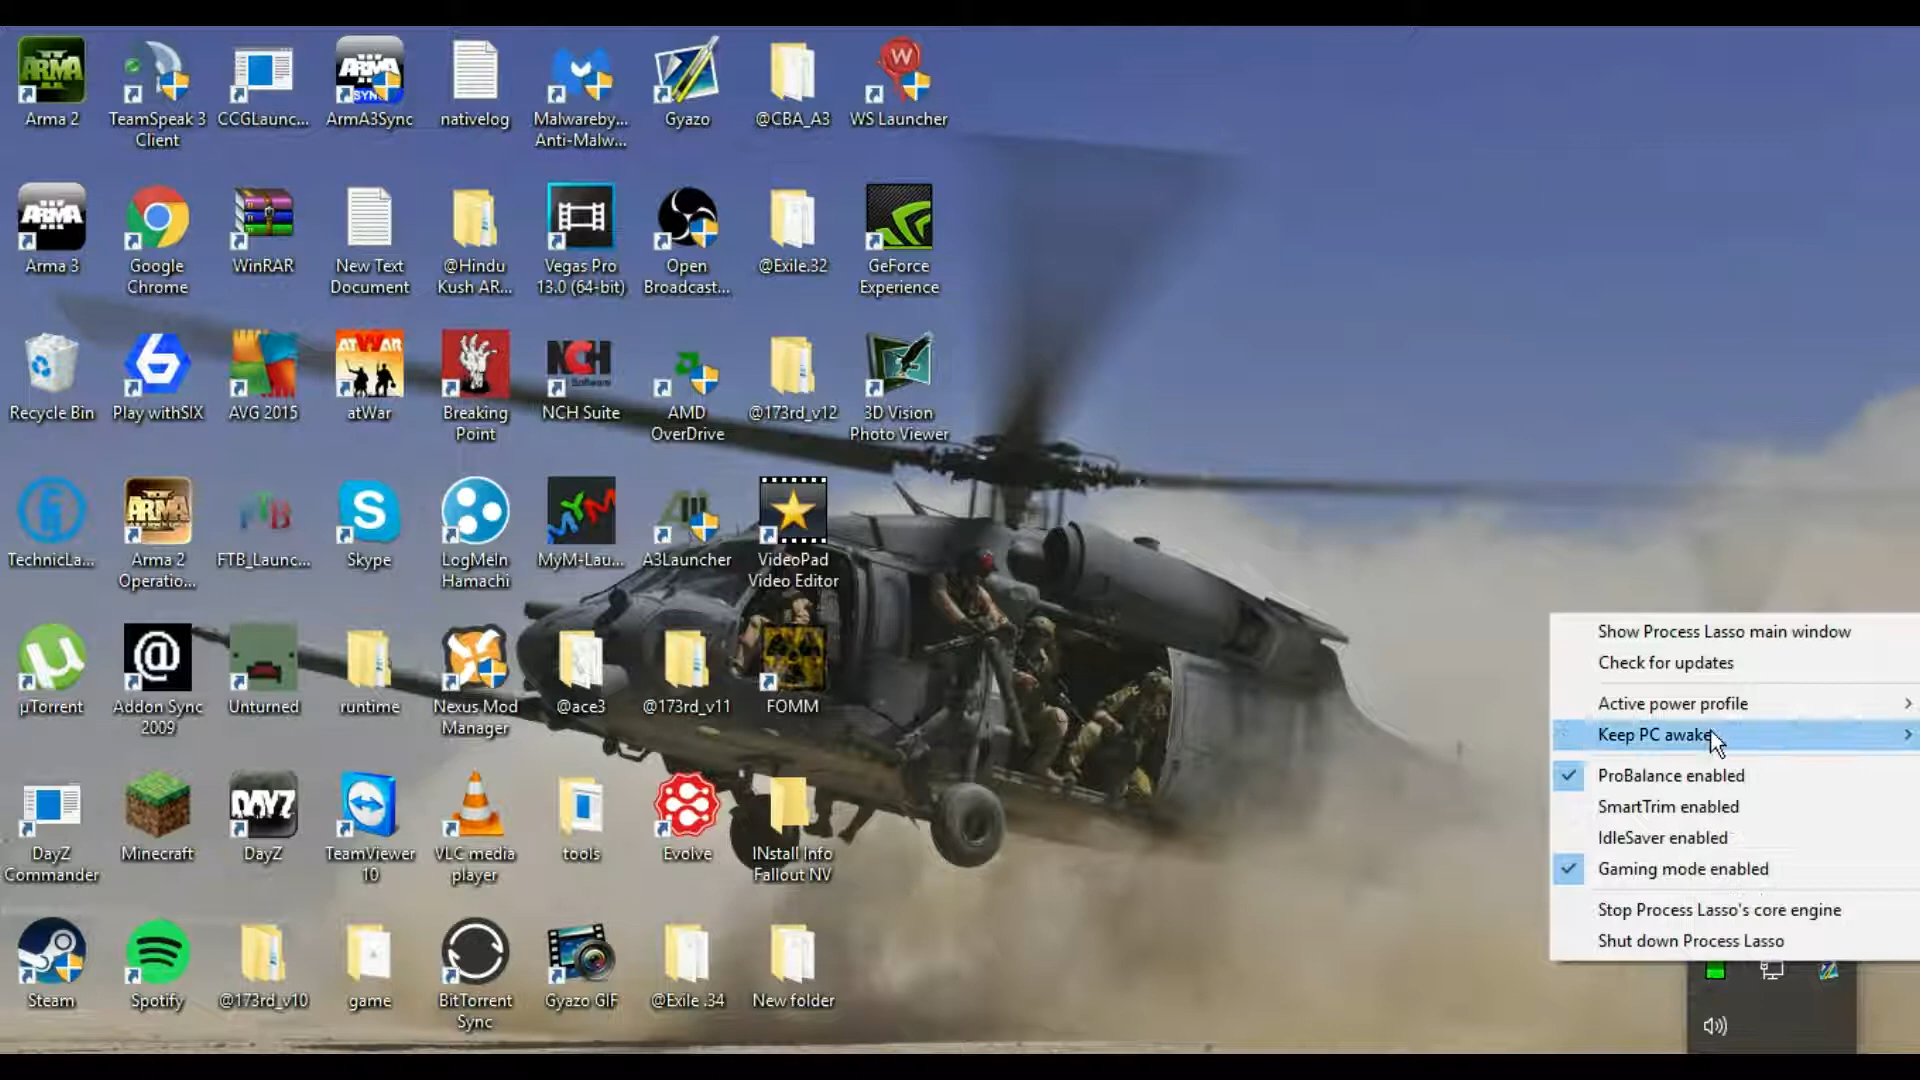 Arma 2
TeamSpeak 3
Client
CCGLaunc...
ArmA3Sync
nativelog
Malwareby...
Anti-Malw...
Gyazo
@CBA_A3
WS Launcher
Arma 3
Google
Chrome
WinRAR
New Text
Document
@Hindu
Kush AR...
Vegas Pro
13.0 (64-bit)
Open
Broadcast...
@Exile.32
GeForce
Experience
Recycle Bin
Play withSIX
AVG 2015
atWar
Breaking
Point
NCH Suite
AMD
OverDrive
@173rd_v12
3D Vision
Photo Viewer
TechnicLa...
Arma 2
Operatio...
FTB_Launc...
Skype
LogMeIn
Hamachi
MyM-Lau...
A3Launcher
VideoPad
Video Editor
µTorrent
Addon Sync
2009
Unturned
runtime
Nexus Mod
Manager
@ace3
@173rd_v11
FOMM
DayZ
Commander
Minecraft
DayZ
TeamViewer
10
VLC media
player
tools
Evolve
INstall Info
Fallout NV
Steam
Spotify
@173rd_v10
game
BitTorrent
Sync
Gyazo GIF
@Exile .34
New folder
Show Process Lasso main window
Check for updates
Active power profile
Keep PC awake
ProBalance enabled
SmartTrim enabled
IdleSaver enabled
Gaming mode enabled
Stop Process Lasso's core engine
Shut down Process Lasso